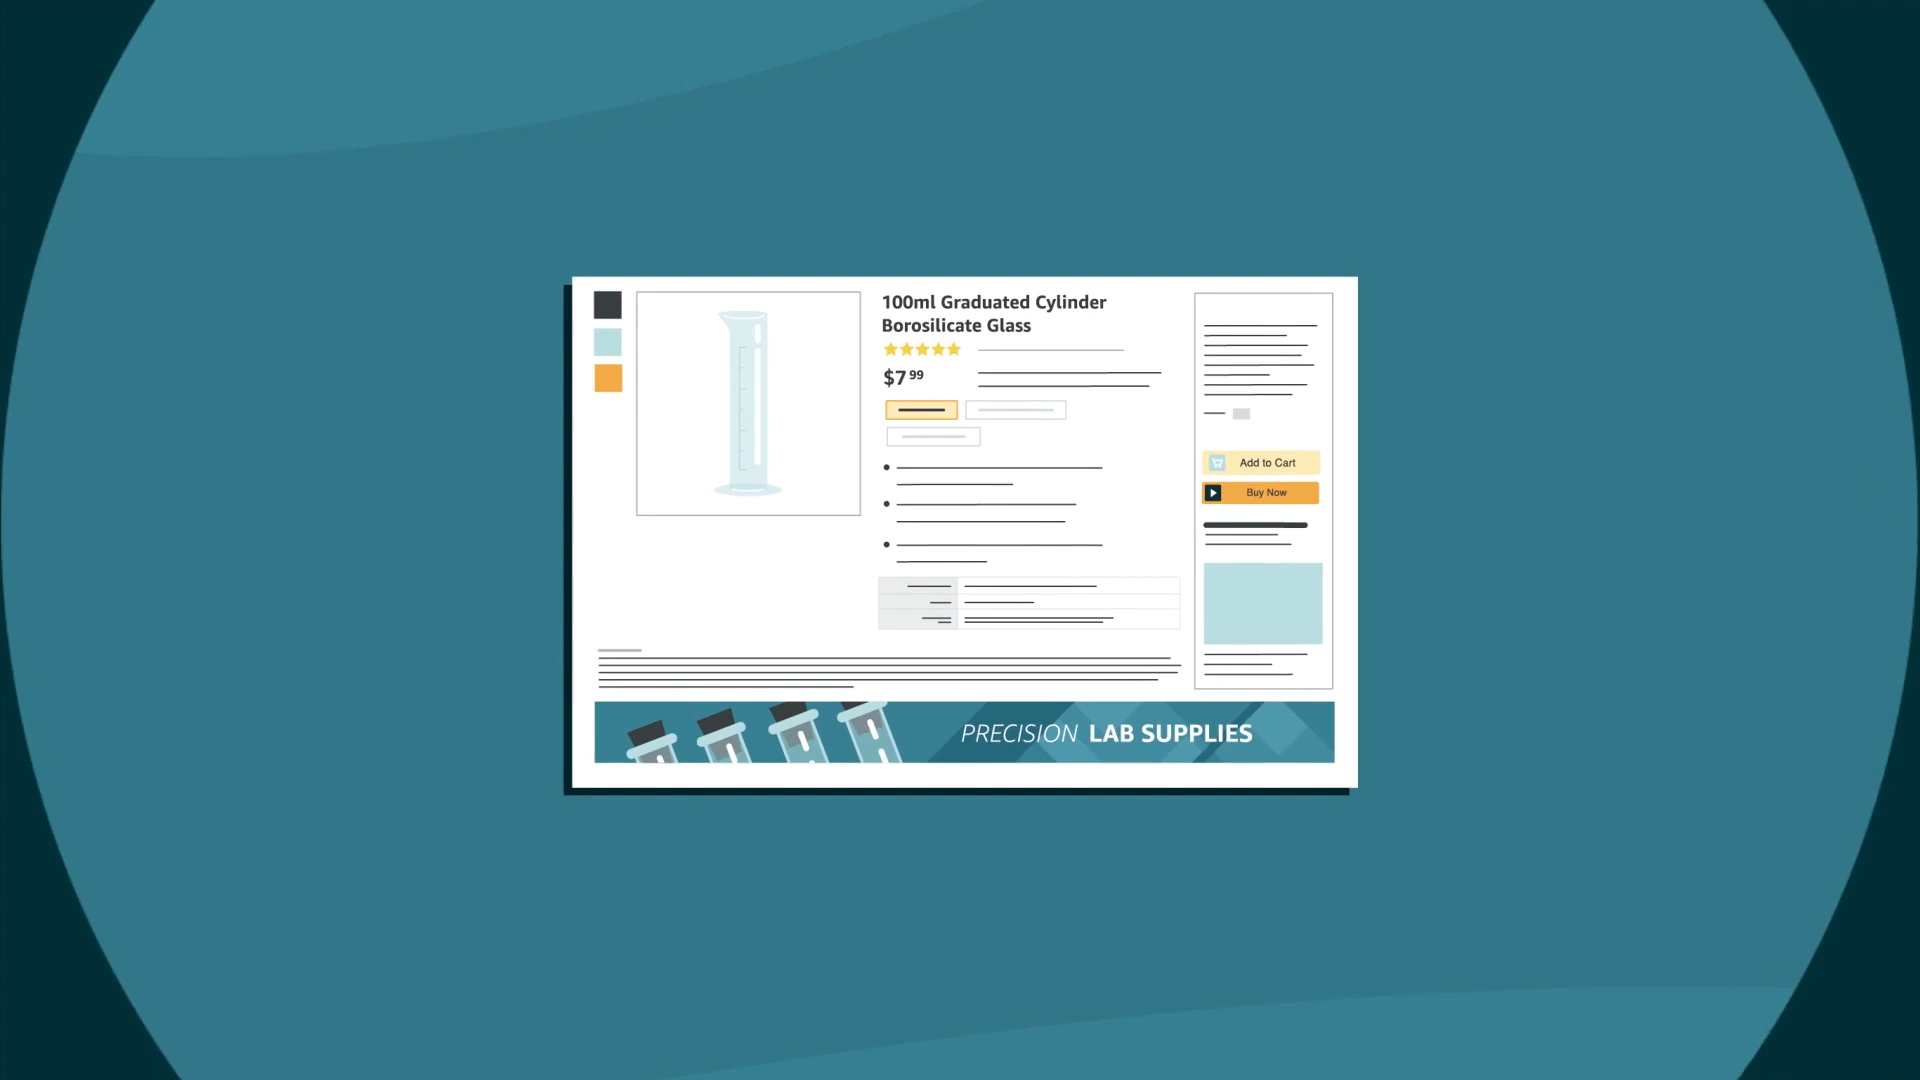 100ml Graduated Cylinder
Borosilicate Glass
$7 99
Add to Cart
Buy Now
PRECISION LAB SUPPLIES